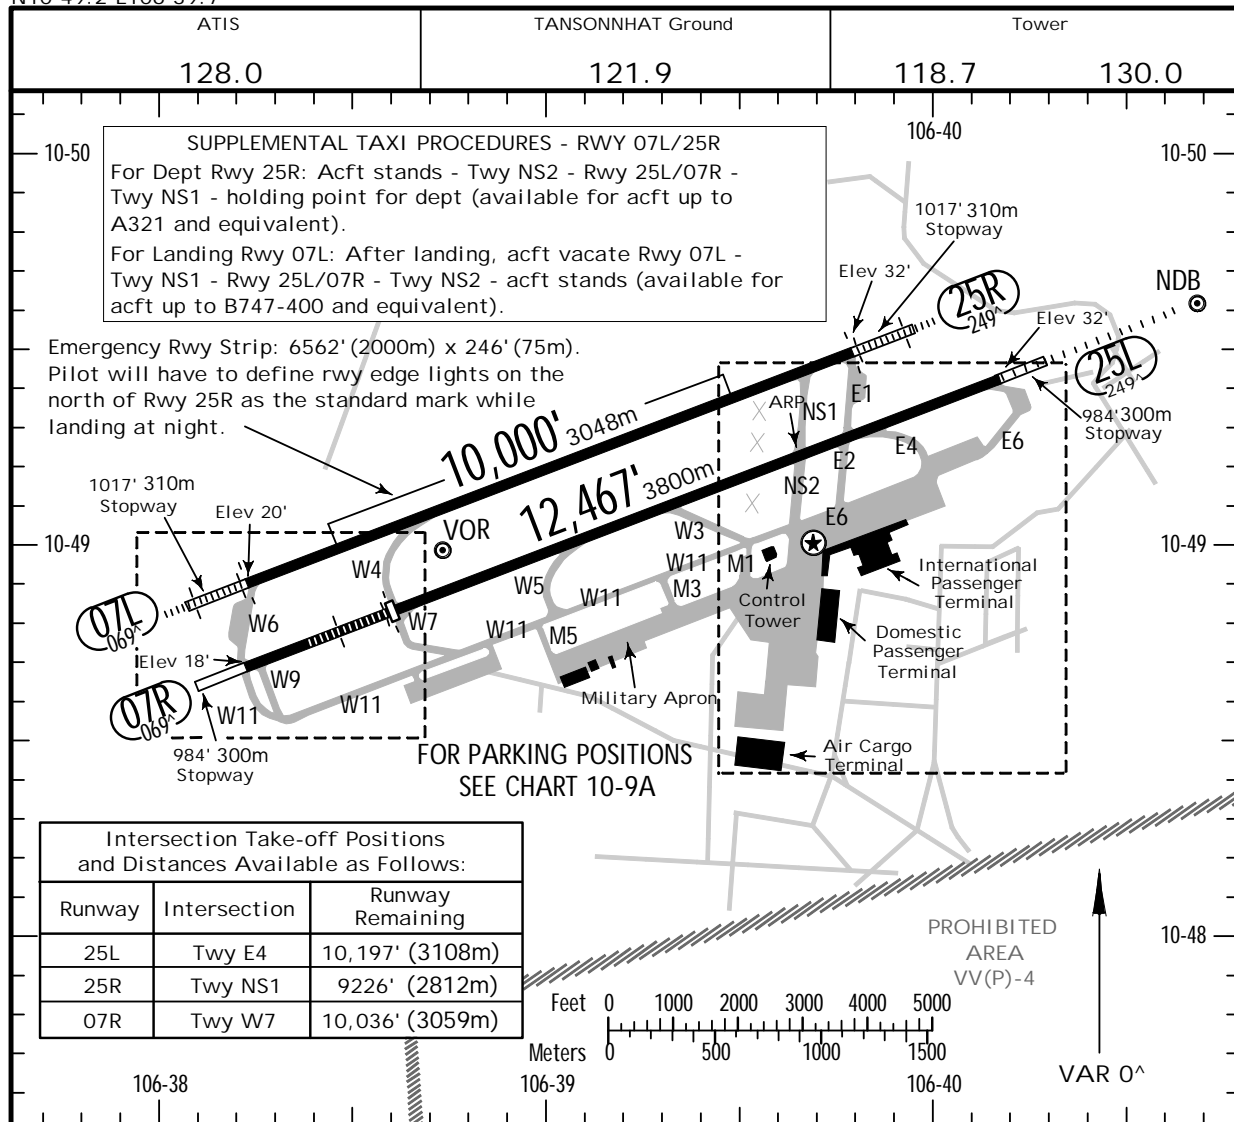 ATIS
TANSONNHAT Ground
Tower
128.0
121.9
118.7
130.0
106-40
10-50
10-50
SUPPLEMENTAL TAXI PROCEDURES - RWY 07L/25R
For Dept Rwy 25R: Acft stands - Twy NS2 - Rwy 25L/07R -
Twy NS1 - holding point for dept (available for acft up to
A321 and equivalent).
For Landing Rwy 07L: After landing, acft vacate Rwy 07L -
Twy NS1 - Rwy 25L/07R - Twy NS2 - acft stands (available for
acft up to B747-400 and equivalent).
1017' 310m
Stopway
Elev 32'
25R
249^
NDB
Elev 32'
25L
249^
984' 300m
Stopway
Emergency Rwy Strip: 6562' (2000m) x 246' (75m).
Pilot will have to define rwy edge lights on the
north of Rwy 25R as the standard mark while
landing at night.
10,000' 3048m
12,467' 3800m
ARP
NS1
E1
E2
E4
E6
NS2
E6
1017' 310m
Stopway
Elev 20'
VOR
10-49
10-49
W3
W4
W5
W11
M1
M3
W11
International
Passenger
Terminal
Control
Tower
07L
069^
W6
W7
W11
M5
Domestic
Passenger
Terminal
Elev 18'
W9
Military Apron
07R
069^
W11
W11
984' 300m
Stopway
FOR PARKING POSITIONS
SEE CHART 10-9A
Air Cargo
Terminal
Intersection Take-off Positions
and Distances Available as Follows:
Runway
Intersection
Runway
Remaining
25L
Twy E4
10,197' (3108m)
25R
Twy NS1
9226' (2812m)
07R
Twy W7
10,036' (3059m)
PROHIBITED
AREA
VV(P)-4
10-48
Feet 0 1000 2000 3000 4000 5000
Meters 0 500 1000 1500
VAR 0^
106-38
106-39
106-40